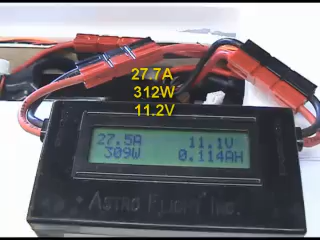 27.7A
312W
11.2V
27.5A 11.1V
309W 0.114AH
ASTRO FLIGHT INC.